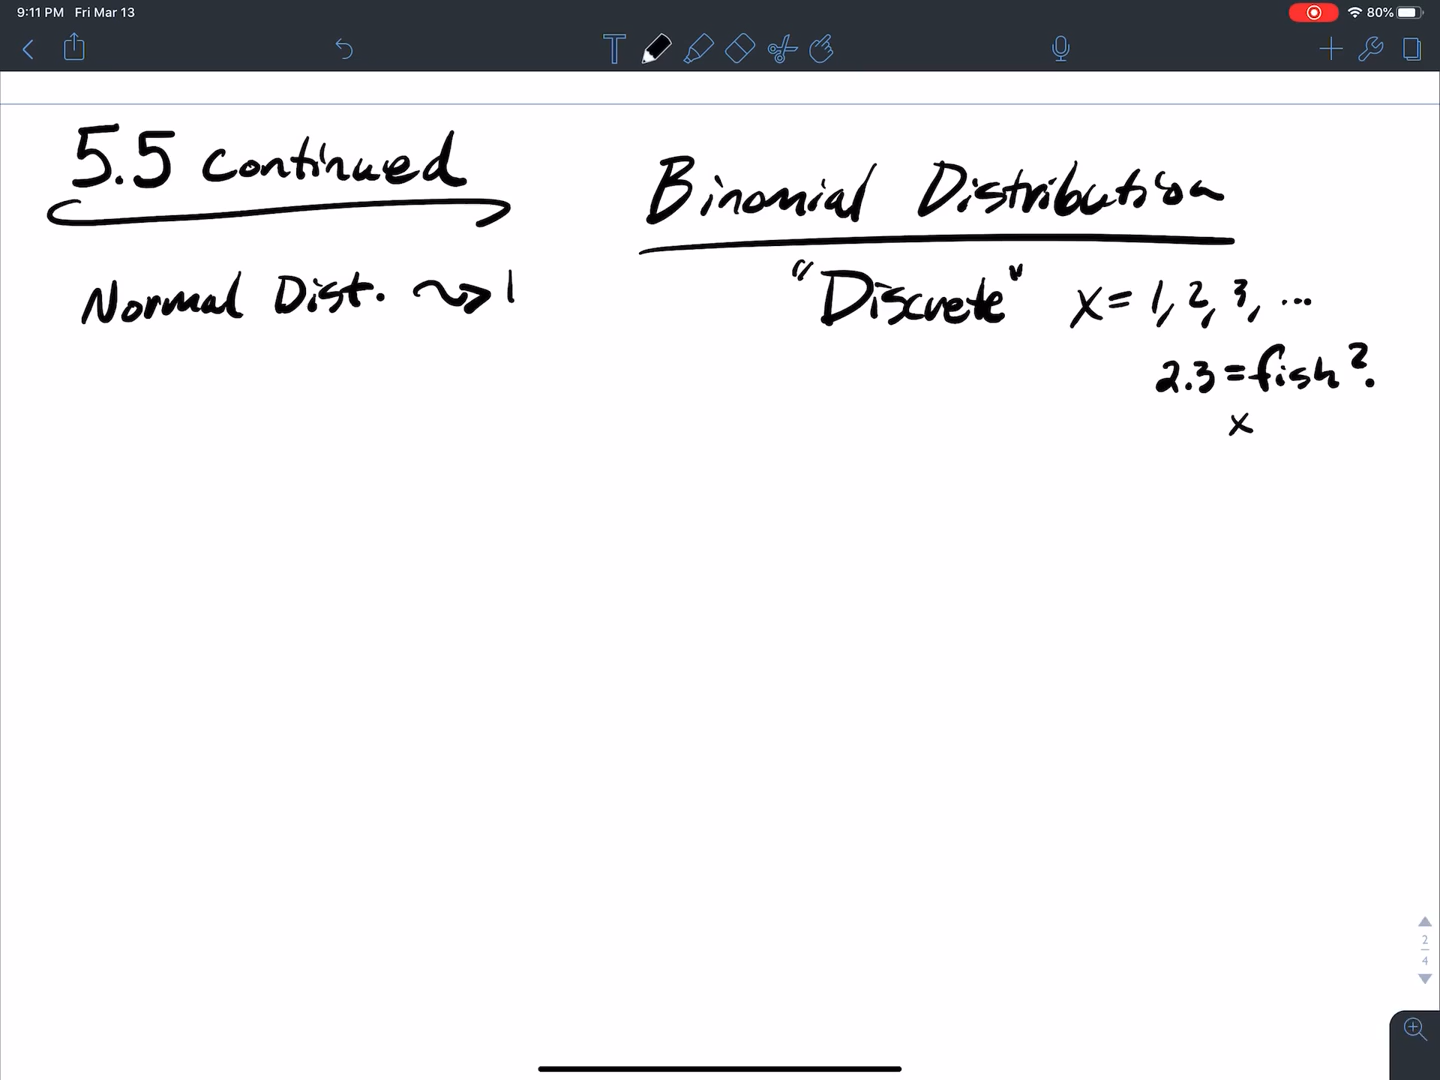 9:11 PM Fri Mar 13
80%
5.5 continued
Binomial Distribution
Normal Dist. ⇝ |
"Discrete" x = 1, 2, 3, ...
2.3 = fish?
x
2
4